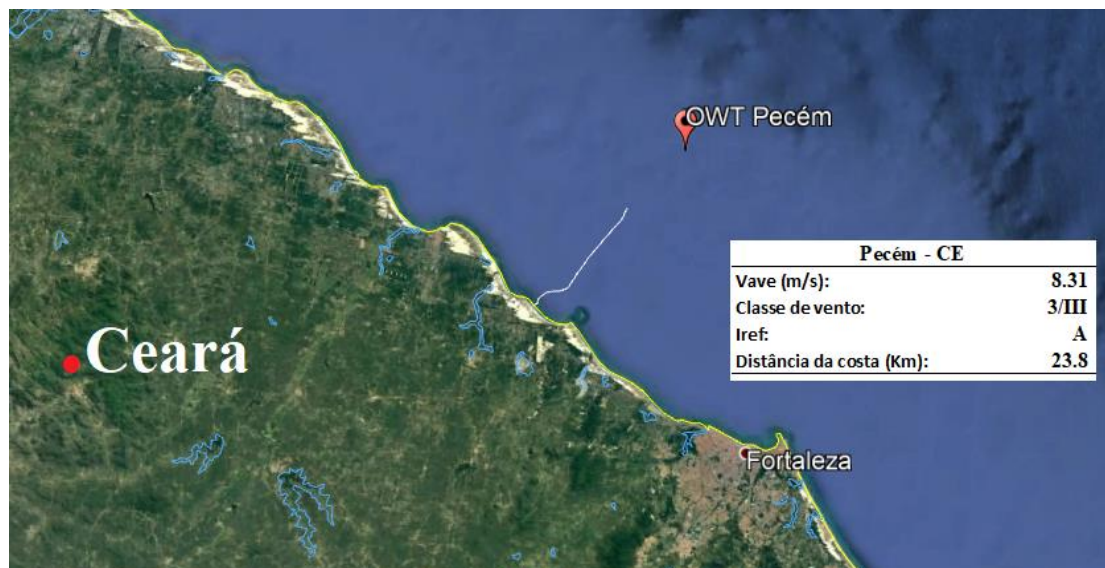 OWT Pecém
Pecém - CE
Vave (m/s): 8.31
Classe de vento: 3/III
Iref: A
Distância da costa (Km): 23.8
Ceará
Fortaleza